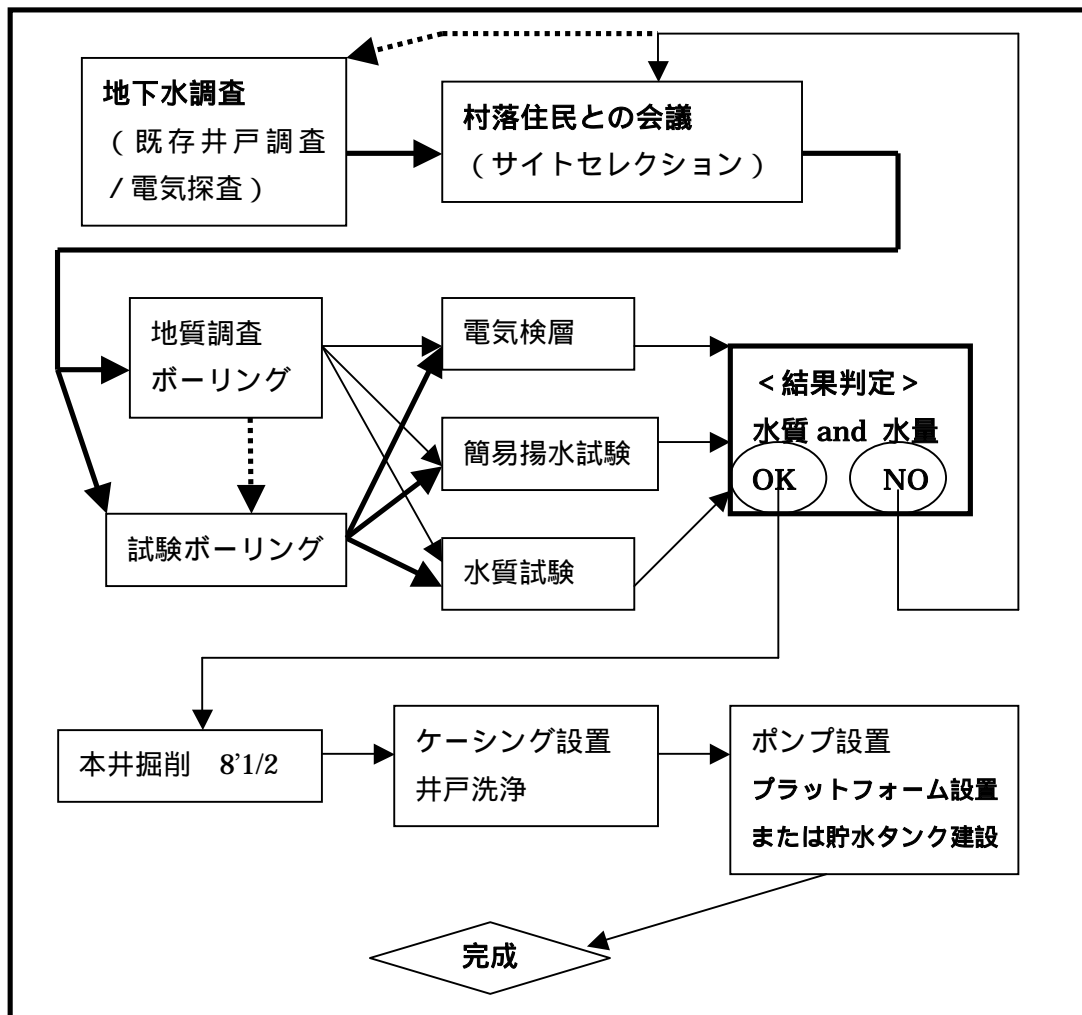 地下水調査
(既存井戸調査
/電気探査)
村落住民との会議
(サイトセレクション)
地質調査
ボーリング
試験ボーリング
電気検層
簡易揚水試験
水質試験
<結果判定>
水質 and 水量
OK NO
本井掘削 8'1/2
ケーシング設置
井戸洗浄
ポンプ設置
プラットフォーム設置
または貯水タンク建設
完成